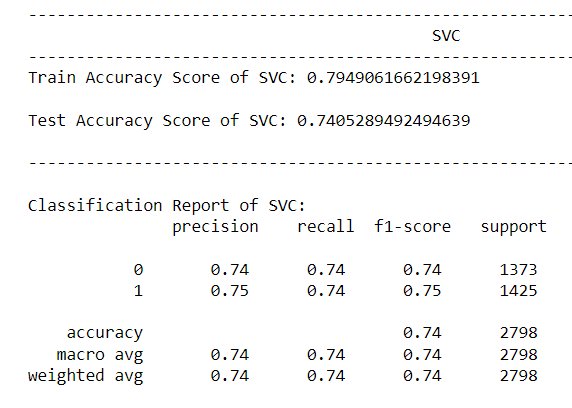 SVC
Train Accuracy Score of SVC: 0.7949061662198391
Test Accuracy Score of SVC: 0.7405289492494639
Classification Report of SVC:
precision recall f1-score support
0 0.74 0.74 0.74 1373
1 0.75 0.74 0.75 1425
accuracy 0.74 2798
macro avg 0.74 0.74 0.74 2798
weighted avg 0.74 0.74 0.74 2798